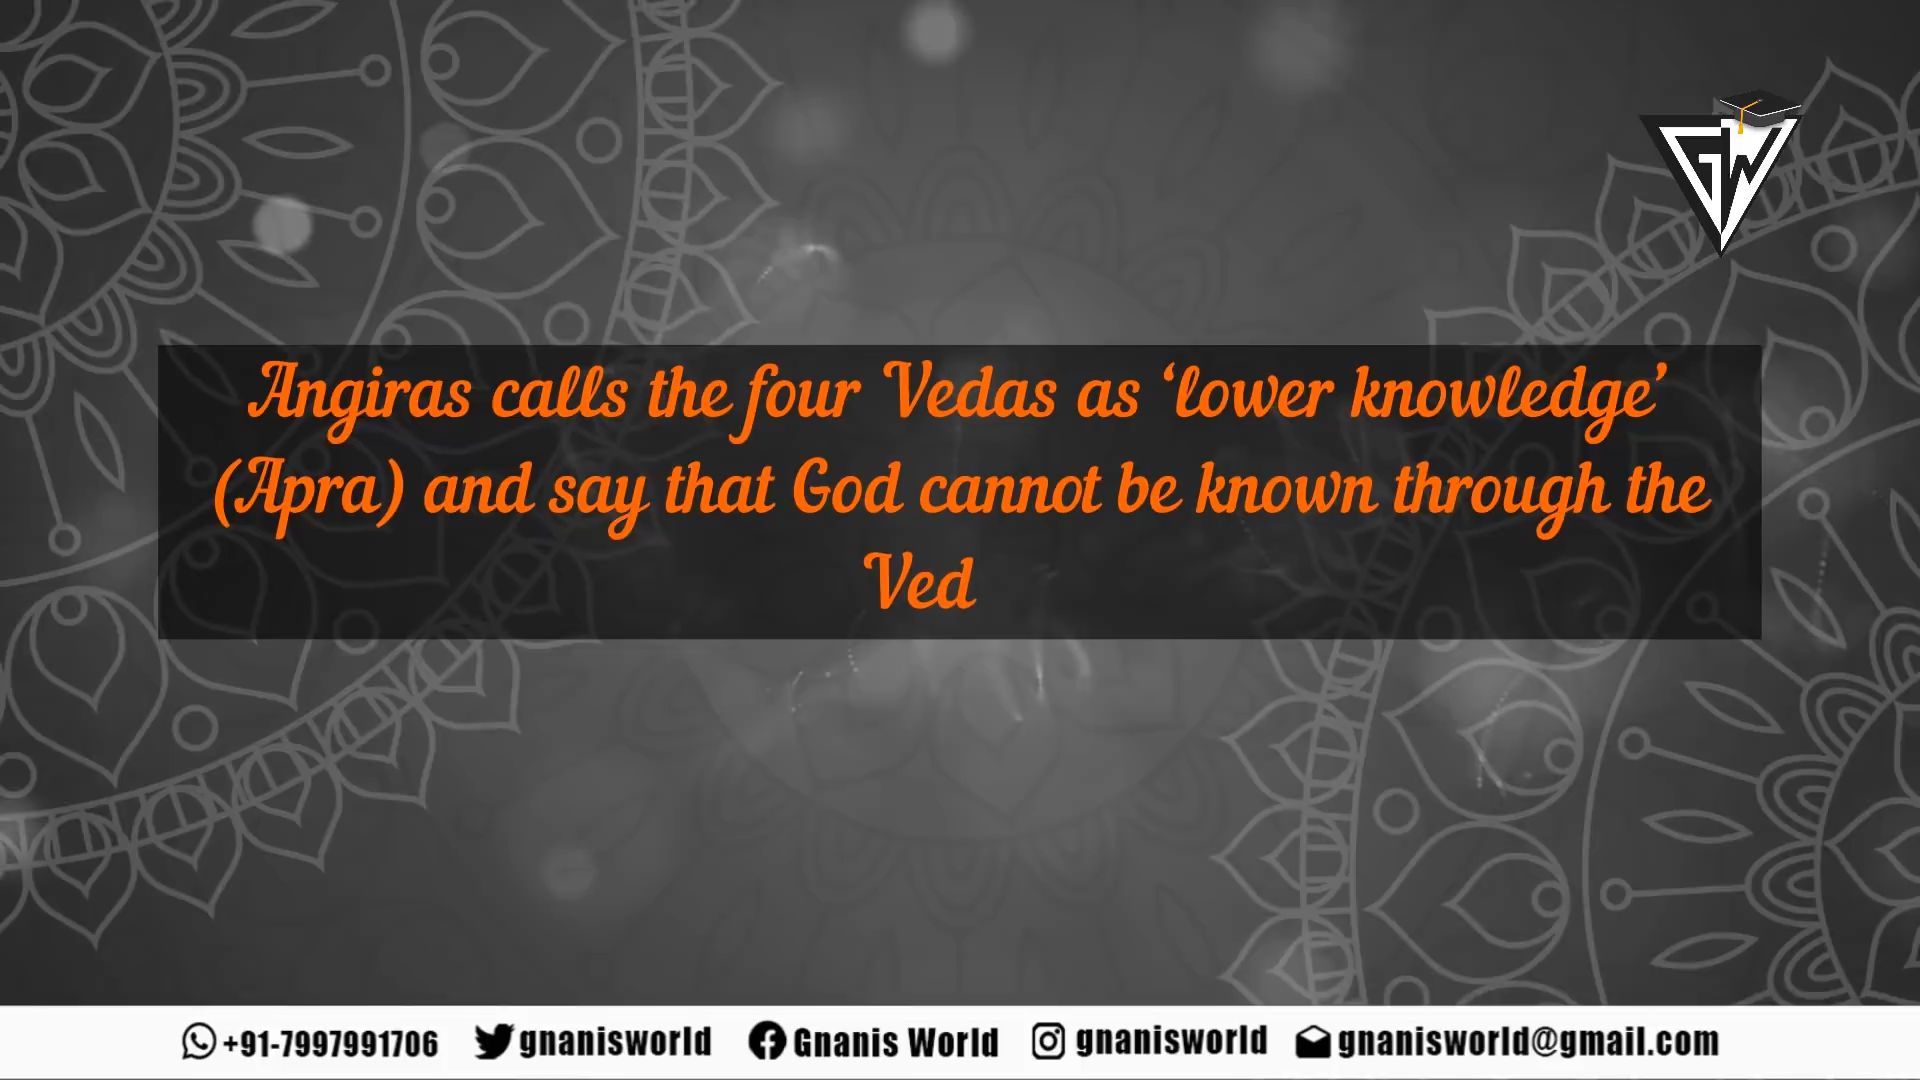 GW
Angiras calls the four Vedas as ‘lower knowledge’
(Apra) and say that God cannot be known through the
Ved
+91-7997991706 gnanisworld Gnanis World gnanisworld gnanisworld@gmail.com